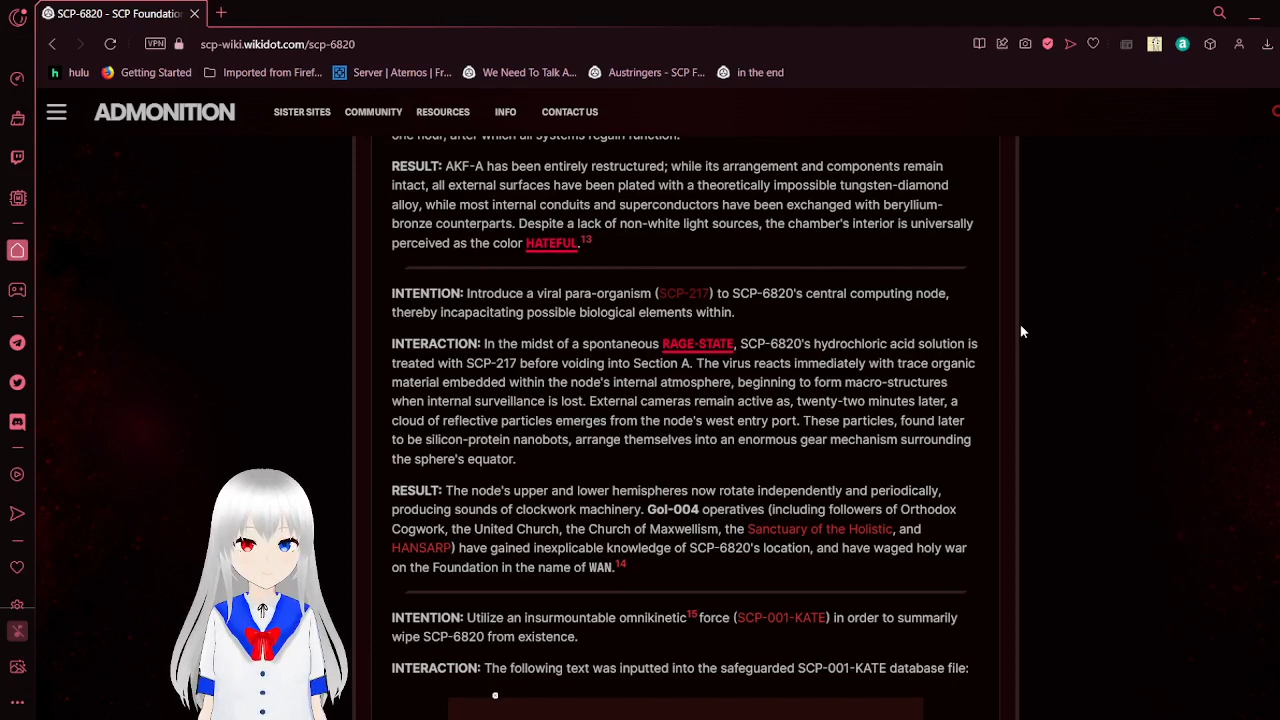 SCP-6820 - SCP Foundatio
scp-wiki.wikidot.com/scp-6820
VPN
hulu
Getting Started
Imported from Firef...
Server | Aternos | Fr...
We Need To Talk A...
Austringers - SCP F...
in the end
ADMONITION
SISTER SITES
COMMUNITY
RESOURCES
INFO
CONTACT US
one hour, after which all systems regain function.
RESULT: AKF-A has been entirely restructured; while its arrangement and components remain
intact, all external surfaces have been plated with a theoretically impossible tungsten-diamond
alloy, while most internal conduits and superconductors have been exchanged with beryllium-
bronze counterparts. Despite a lack of non-white light sources, the chamber's interior is universally
perceived as the color HATEFUL.13
INTENTION: Introduce a viral para-organism (SCP-217) to SCP-6820's central computing node,
thereby incapacitating possible biological elements within.
INTERACTION: In the midst of a spontaneous RAGE-STATE, SCP-6820's hydrochloric acid solution is
treated with SCP-217 before voiding into Section A. The virus reacts immediately with trace organic
material embedded within the node's internal atmosphere, beginning to form macro-structures
when internal surveillance is lost. External cameras remain active as, twenty-two minutes later, a
cloud of reflective particles emerges from the node's west entry port. These particles, found later
to be silicon-protein nanobots, arrange themselves into an enormous gear mechanism surrounding
the sphere's equator.
RESULT: The node's upper and lower hemispheres now rotate independently and periodically,
producing sounds of clockwork machinery. GoI-004 operatives (including followers of Orthodox
Cogwork, the United Church, the Church of Maxwellism, the Sanctuary of the Holistic, and
HANSARP) have gained inexplicable knowledge of SCP-6820's location, and have waged holy war
on the Foundation in the name of WAN.14
INTENTION: Utilize an insurmountable omnikinetic15 force (SCP-001-KATE) in order to summarily
wipe SCP-6820 from existence.
INTERACTION: The following text was inputted into the safeguarded SCP-001-KATE database file: